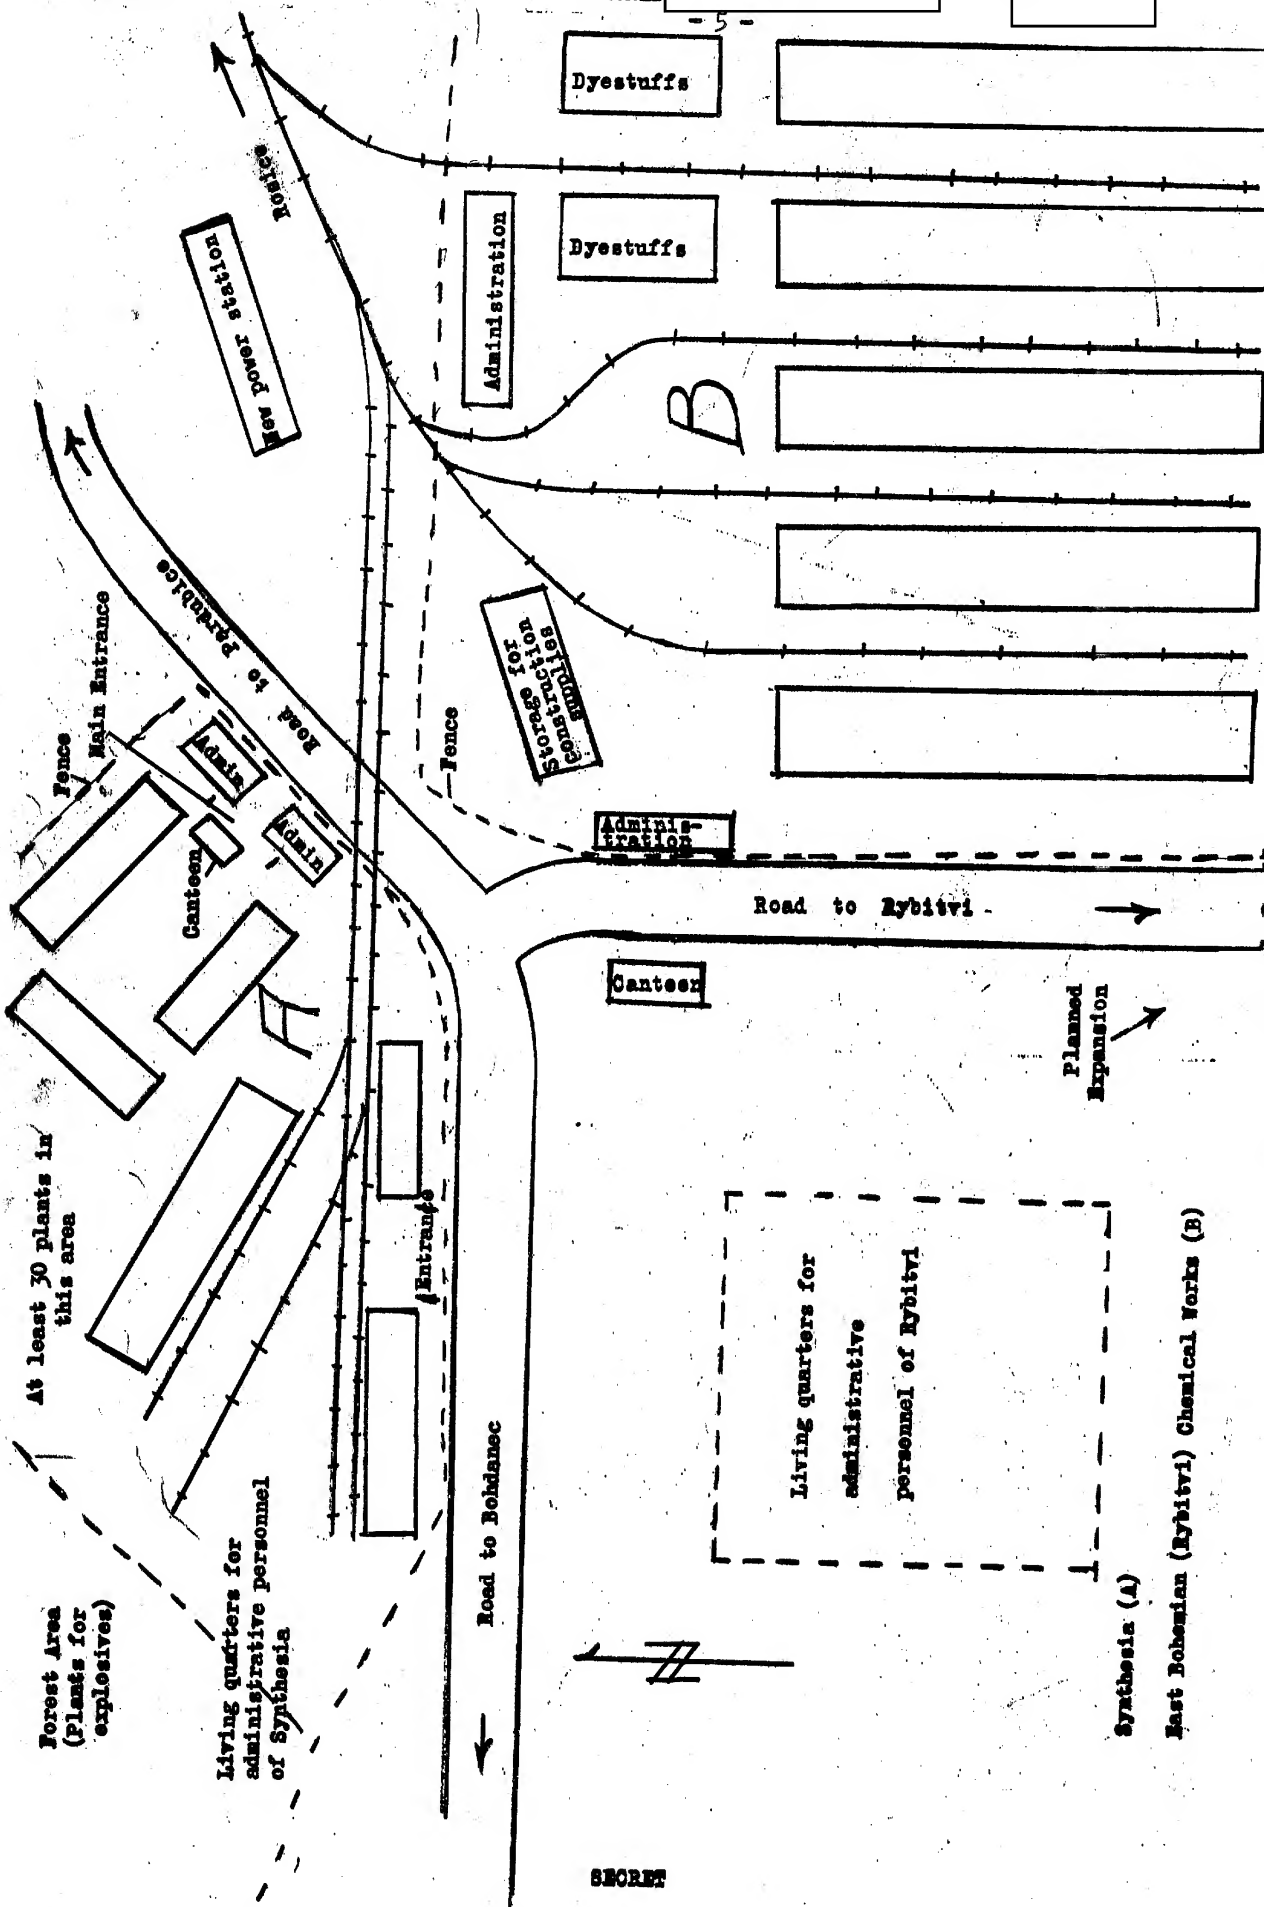 - 5 -
Dyestuffs
Rosice
New Power station
Administration
Dyestuffs
B
Road to Pardubice
Main Entrance
Fence
Admin
Admin
Canteen
Fence
Storage for
Construction
supplies
Adminis-
tration
Road to Rybitvi
Canteen
A
Planned
Expansion
At least 30 plants in
this area
Entrance
Living quarters for
administrative
personnel of Rybitvi
Road to Bohdanec
Forest Area
(Plants for
explosives)
Living quarters for
administrative personnel
of Synthesia
N
Synthesia (A)
East Bohemian (Rybitvi) Chemical Works (B)
SECRET